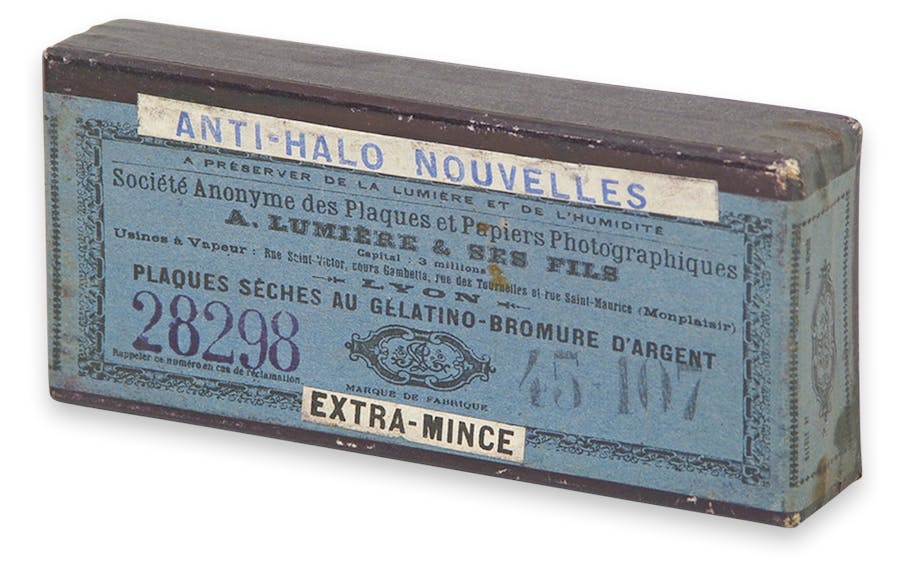 ANTI-HALO NOUVELLES
A PRÉSERVER DE LA LUMIÈRE ET DE L'HUMIDITÉ
Société Anonyme des Plaques et Papiers Photographiques
A. LUMIÈRE & SES FILS
Capital : 3 millions
Usines à Vapeur : Rue Saint-Victor, cours Gambetta, rue des Tournelles et rue Saint-Maurice (Monplaisir)
LYON
PLAQUES SÈCHES AU GÉLATINO-BROMURE D'ARGENT
28298
45-107
Rappeler ce numéro en cas de réclamation.
MARQUE DE FABRIQUE
EXTRA-MINCE